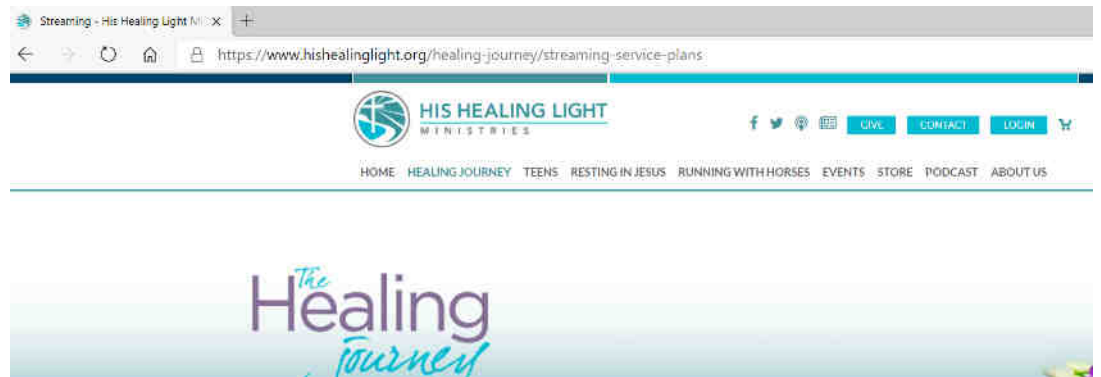 Streaming - His Healing Light Mi
https://www.hishealinglight.org/healing-journey/streaming-service-plans
HIS HEALING LIGHT
MINISTRIES
GIVE CONTACT LOGIN
HOME HEALING JOURNEY TEENS RESTING IN JESUS RUNNING WITH HORSES EVENTS STORE PODCAST ABOUT US
The
Healing
Journey